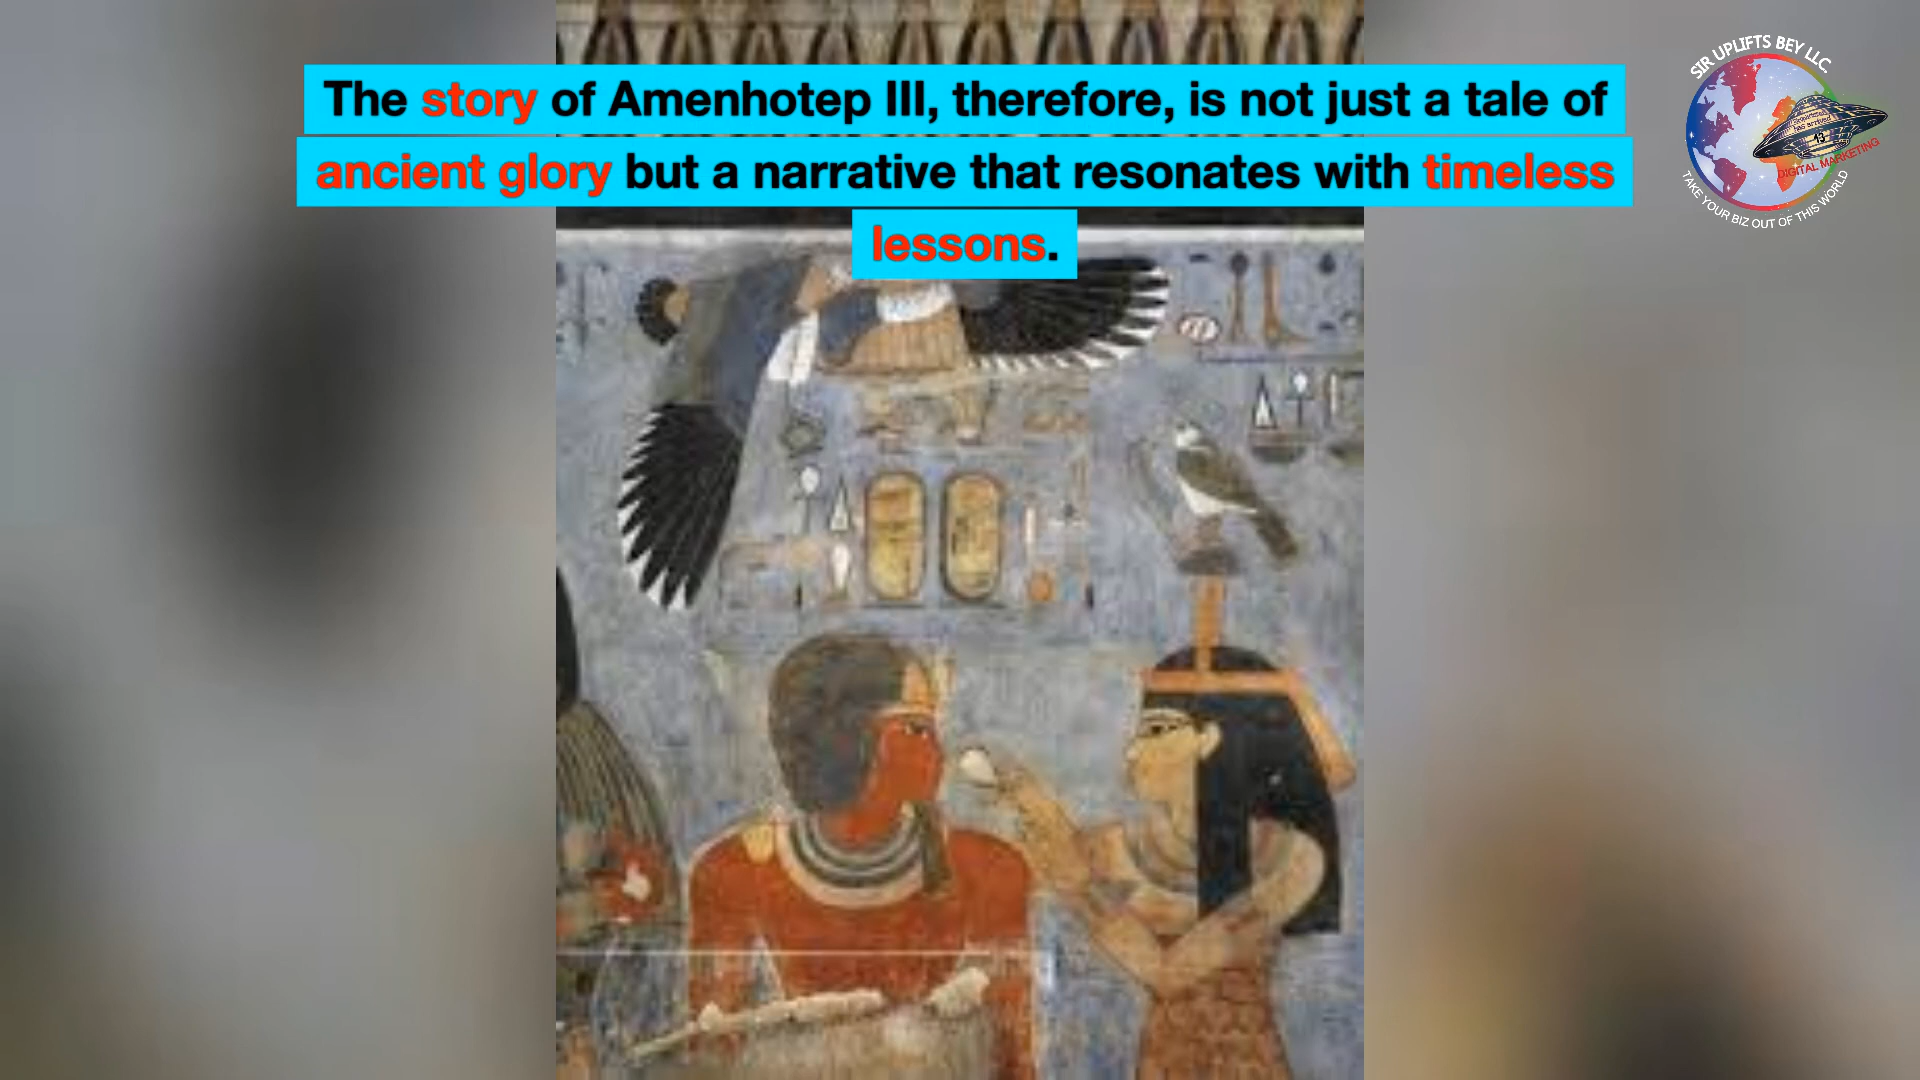 The story of Amenhotep III, therefore, is not just a tale of
ancient glory but a narrative that resonates with timeless
lessons.
SIR UPLIFTS BEY LLC.
DIGITAL MARKETING
TAKE YOUR BIZ OUT OF THIS WORLD